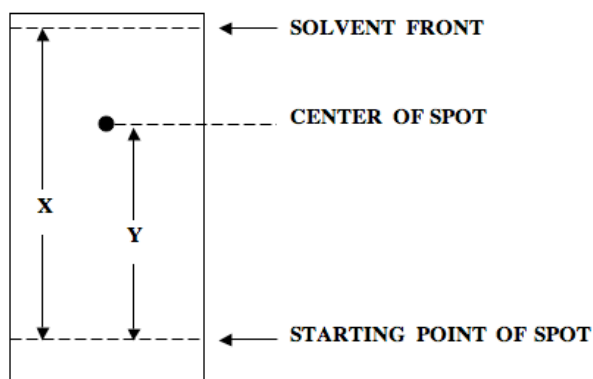 SOLVENT FRONT
CENTER OF SPOT
X
Y
STARTING POINT OF SPOT